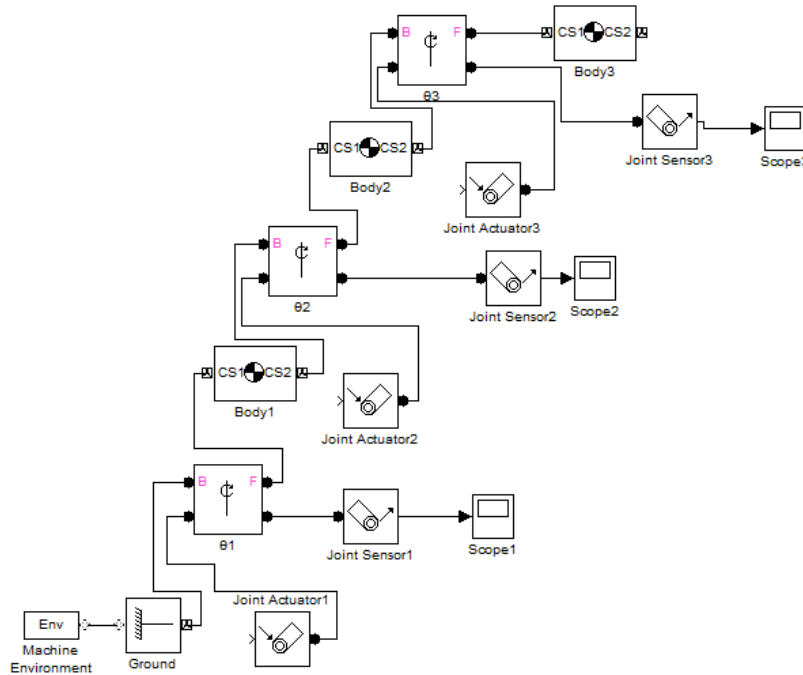 B F
CS1 CS2
Body3
θ3
Joint Sensor3
Scope3
CS1 CS2
Body2
Joint Actuator3
B F
θ2
Joint Sensor2
Scope2
CS1 CS2
Body1
Joint Actuator2
B F
θ1
Joint Sensor1
Scope1
Joint Actuator1
Env
Machine
Environment
Ground